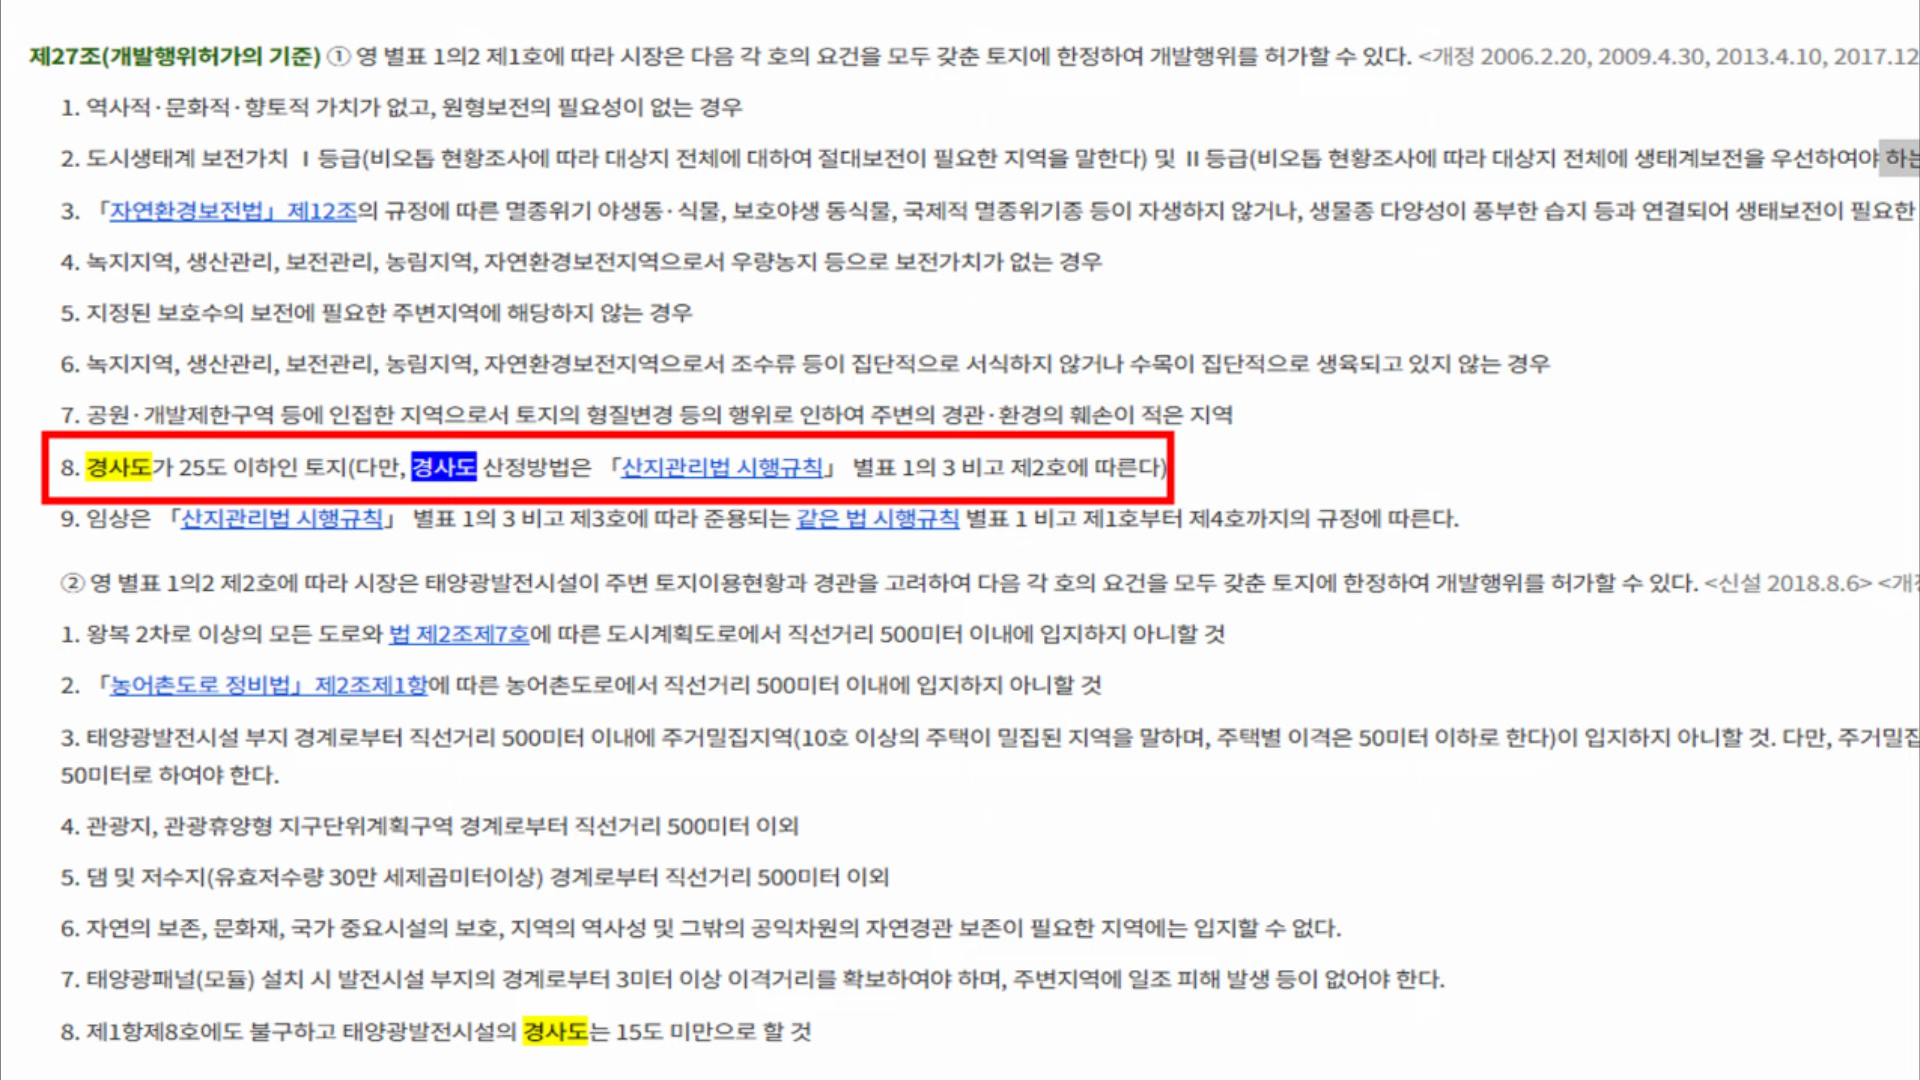 제27조(개발행위허가의 기준) ① 영 별표 1의2 제1호에 따라 시장은 다음 각 호의 요건을 모두 갖춘 토지에 한정하여 개발행위를 허가할 수 있다. <개정 2006.2.20, 2009.4.30, 2013.4.10, 2017.12
1. 역사적·문화적·향토적 가치가 없고, 원형보전의 필요성이 없는 경우
2. 도시생태계 보전가치 Ⅰ등급(비오톱 현황조사에 따라 대상지 전체에 대하여 절대보전이 필요한 지역을 말한다) 및 Ⅱ등급(비오톱 현황조사에 따라 대상지 전체에 생태계보전을 우선하여야 하는
3. 「자연환경보전법」 제12조의 규정에 따른 멸종위기 야생동·식물, 보호야생 동식물, 국제적 멸종위기종 등이 자생하지 않거나, 생물종 다양성이 풍부한 습지 등과 연결되어 생태보전이 필요한
4. 녹지지역, 생산관리, 보전관리, 농림지역, 자연환경보전지역으로서 우량농지 등으로 보전가치가 없는 경우
5. 지정된 보호수의 보전에 필요한 주변지역에 해당하지 않는 경우
6. 녹지지역, 생산관리, 보전관리, 농림지역, 자연환경보전지역으로서 조수류 등이 집단적으로 서식하지 않거나 수목이 집단적으로 생육되고 있지 않는 경우
7. 공원·개발제한구역 등에 인접한 지역으로서 토지의 형질변경 등의 행위로 인하여 주변의 경관·환경의 훼손이 적은 지역
8. 경사도가 25도 이하인 토지(다만, 경사도 산정방법은 「산지관리법 시행규칙」 별표 1의 3 비고 제2호에 따른다)
9. 임상은 「산지관리법 시행규칙」 별표 1의 3 비고 제3호에 따라 준용되는 같은 법 시행규칙 별표 1 비고 제1호부터 제4호까지의 규정에 따른다.
② 영 별표 1의2 제2호에 따라 시장은 태양광발전시설이 주변 토지이용현황과 경관을 고려하여 다음 각 호의 요건을 모두 갖춘 토지에 한정하여 개발행위를 허가할 수 있다. <신설 2018.8.6> <개정
1. 왕복 2차로 이상의 모든 도로와 법 제2조제7호에 따른 도시계획도로에서 직선거리 500미터 이내에 입지하지 아니할 것
2. 「농어촌도로 정비법」 제2조제1항에 따른 농어촌도로에서 직선거리 500미터 이내에 입지하지 아니할 것
3. 태양광발전시설 부지 경계로부터 직선거리 500미터 이내에 주거밀집지역(10호 이상의 주택이 밀집된 지역을 말하며, 주택별 이격은 50미터 이하로 한다)이 입지하지 아니할 것. 다만, 주거밀집
50미터로 하여야 한다.
4. 관광지, 관광휴양형 지구단위계획구역 경계로부터 직선거리 500미터 이외
5. 댐 및 저수지(유효저수량 30만 세제곱미터이상) 경계로부터 직선거리 500미터 이외
6. 자연의 보존, 문화재, 국가 중요시설의 보호, 지역의 역사성 및 그밖의 공익차원의 자연경관 보존이 필요한 지역에는 입지할 수 없다.
7. 태양광패널(모듈) 설치 시 발전시설 부지의 경계로부터 3미터 이상 이격거리를 확보하여야 하며, 주변지역에 일조 피해 발생 등이 없어야 한다.
8. 제1항제8호에도 불구하고 태양광발전시설의 경사도는 15도 미만으로 할 것